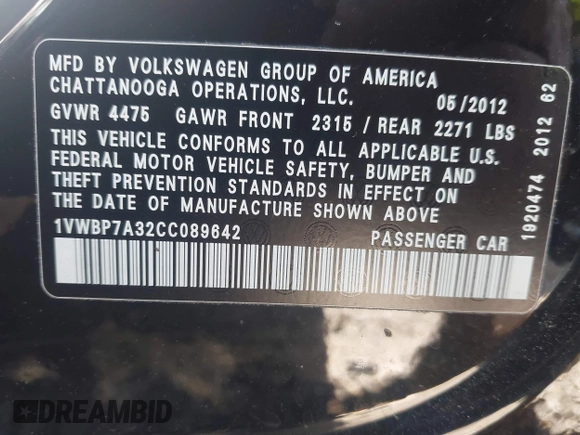 MFD BY VOLKSWAGEN GROUP OF AMERICA
CHATTANOOGA OPERATIONS, LLC. 05/2012
GVWR 4475 GAWR FRONT 2315 / REAR 2271 LBS
THIS VEHICLE CONFORMS TO ALL APPLICABLE U.S.
FEDERAL MOTOR VEHICLE SAFETY, BUMPER AND
THEFT PREVENTION STANDARDS IN EFFECT ON
THE DATE OF MANUFACTURE SHOWN ABOVE
1VWBP7A32CC089642 PASSENGER CAR
1920474 2012 62
DREAMBID